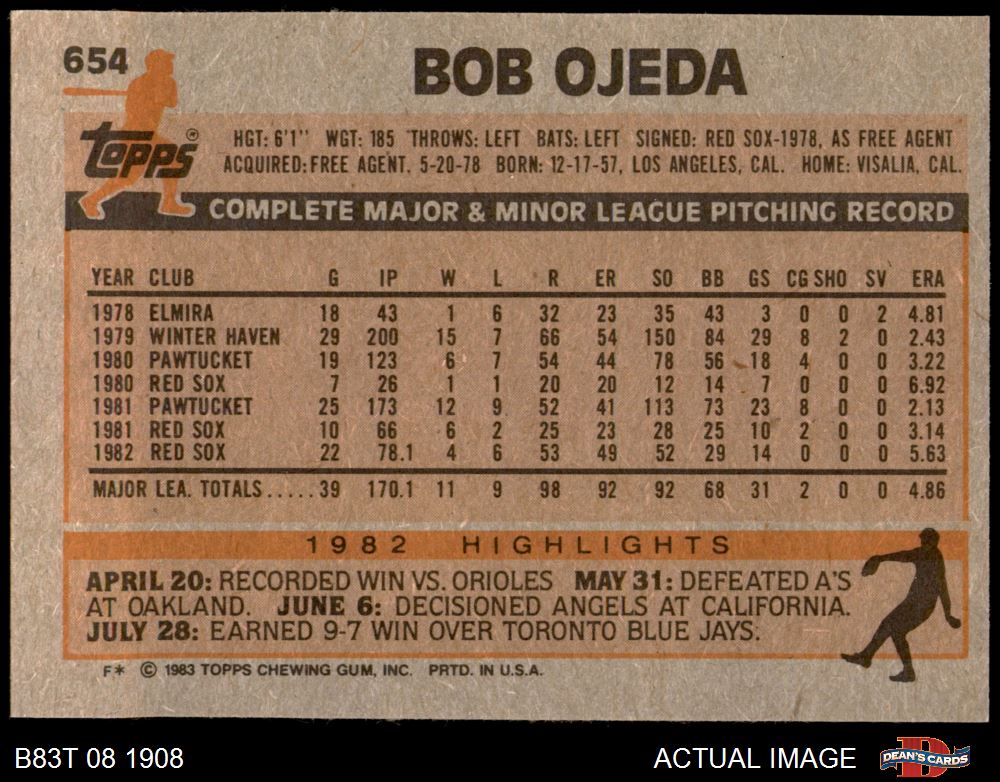 654
BOB OJEDA
Topps®
HGT: 6'1" WGT: 185 THROWS: LEFT BATS: LEFT SIGNED: RED SOX-1978, AS FREE AGENT
ACQUIRED: FREE AGENT. 5-20-78 BORN: 12-17-57, LOS ANGELES, CAL. HOME: VISALIA, CAL.
COMPLETE MAJOR & MINOR LEAGUE PITCHING RECORD
YEAR CLUB G IP W L R ER SO BB GS CG SHO SV ERA
1978 ELMIRA 18 43 1 6 32 23 35 43 3 0 0 2 4.81
1979 WINTER HAVEN 29 200 15 7 66 54 150 84 29 8 2 0 2.43
1980 PAWTUCKET 19 123 6 7 54 44 78 56 18 4 0 0 3.22
1980 RED SOX 7 26 1 1 20 20 12 14 7 0 0 0 6.92
1981 PAWTUCKET 25 173 12 9 52 41 113 73 23 8 0 0 2.13
1981 RED SOX 10 66 6 2 25 23 28 25 10 2 0 0 3.14
1982 RED SOX 22 78.1 4 6 53 49 52 29 14 0 0 0 5.63
MAJOR LEA. TOTALS.....39 170.1 11 9 98 92 92 68 31 2 0 0 4.86
1982 HIGHLIGHTS
APRIL 20: RECORDED WIN VS. ORIOLES MAY 31: DEFEATED A'S
AT OAKLAND. JUNE 6: DECISIONED ANGELS AT CALIFORNIA.
JULY 28: EARNED 9-7 WIN OVER TORONTO BLUE JAYS.
F* © 1983 TOPPS CHEWING GUM, INC. PRTD. IN U.S.A.
B83T 08 1908 ACTUAL IMAGE DEAN'S CARDS